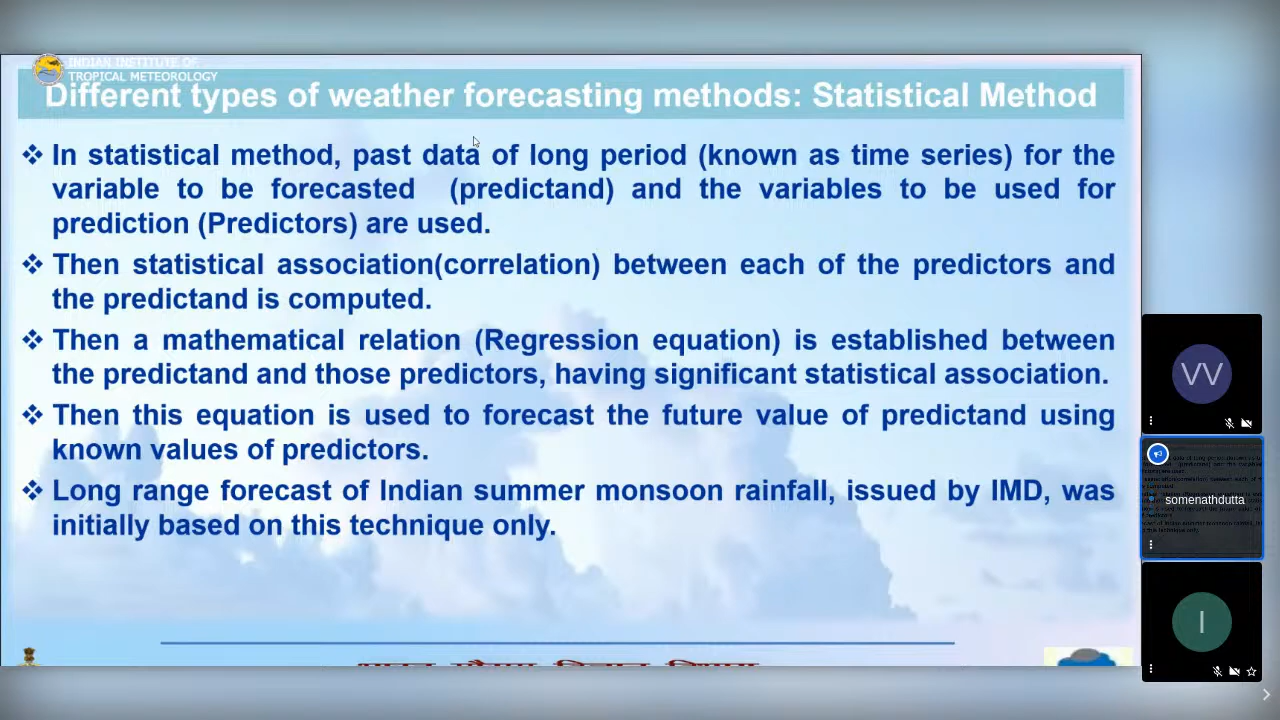 INDIAN INSTITUTE OF
TROPICAL METEOROLOGY
Different types of weather forecasting methods: Statistical Method
❖ In statistical method, past data of long period (known as time series) for the
variable to be forecasted (predictand) and the variables to be used for
prediction (Predictors) are used.
❖ Then statistical association(correlation) between each of the predictors and
the predictand is computed.
❖ Then a mathematical relation (Regression equation) is established between
the predictand and those predictors, having significant statistical association.
❖ Then this equation is used to forecast the future value of predictand using
known values of predictors.
❖ Long range forecast of Indian summer monsoon rainfall, issued by IMD, was
initially based on this technique only.
VV
somenathdutta
I